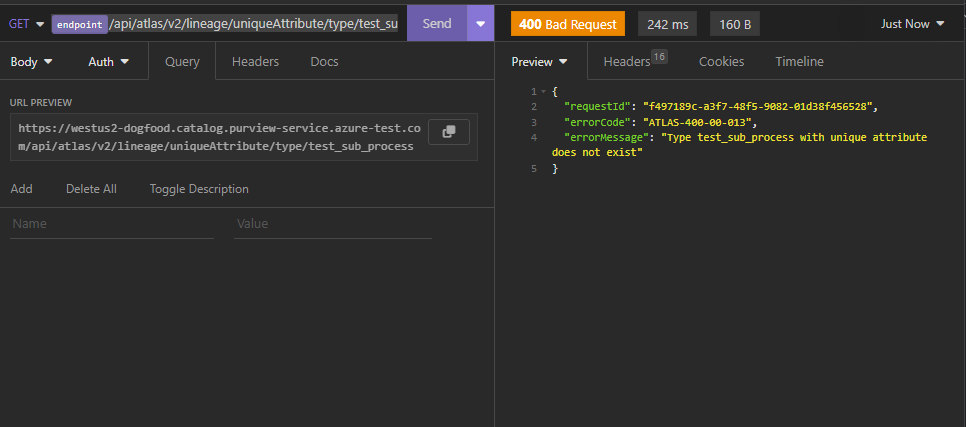 GET endpoint /api/atlas/v2/lineage/uniqueAttribute/type/test_su Send 400 Bad Request 242 ms 160 B Just Now
Body Auth Query Headers Docs Preview Headers 16 Cookies Timeline
URL PREVIEW
https://westus2-dogfood.catalog.purview-service.azure-test.co
m/api/atlas/v2/lineage/uniqueAttribute/type/test_sub_process
Add Delete All Toggle Description
Name Value
1 {
2 "requestId": "f497189c-a3f7-48f5-9082-01d38f456528",
3 "errorCode": "ATLAS-400-00-013",
4 "errorMessage": "Type test_sub_process with unique attribute
does not exist"
5 }